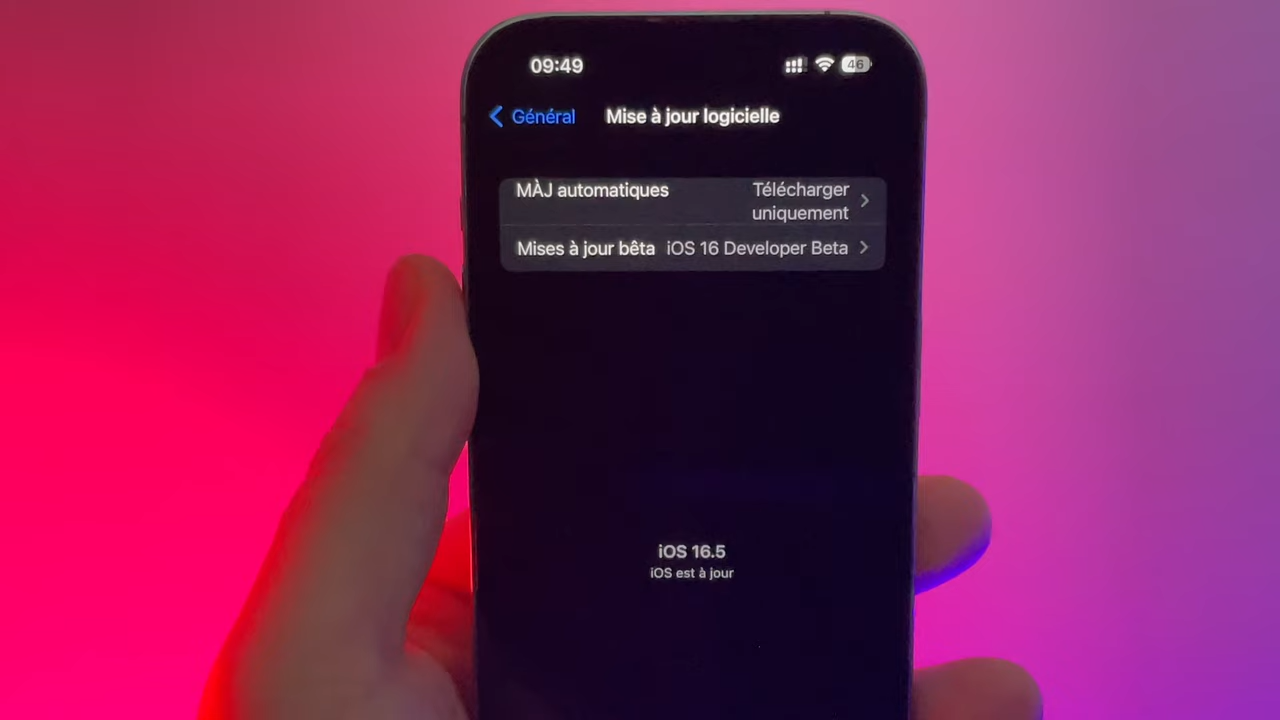 09:49
46
Général
Mise à jour logicielle
MÀJ automatiques
Télécharger
uniquement
Mises à jour bêta
iOS 16 Developer Beta
iOS 16.5
iOS est à jour